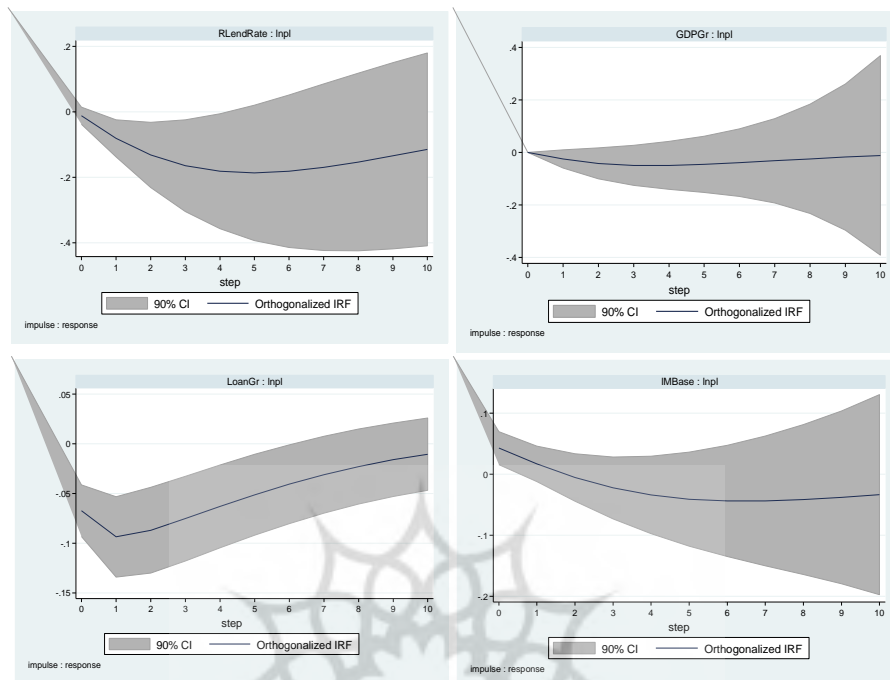 RLendRate : lnpl
.2
0
-.2
-.4
0 1 2 3 4 5 6 7 8 9 10
step
90% CI Orthogonalized IRF
impulse : response
GDPGr : lnpl
.4
.2
0
-.2
-.4
0 1 2 3 4 5 6 7 8 9 10
step
90% CI Orthogonalized IRF
impulse : response
LoanGr : lnpl
.05
0
-.05
-.1
-.15
0 1 2 3 4 5 6 7 8 9 10
step
90% CI Orthogonalized IRF
impulse : response
lMBase : lnpl
.1
0
-.1
-.2
0 1 2 3 4 5 6 7 8 9 10
step
90% CI Orthogonalized IRF
impulse : response